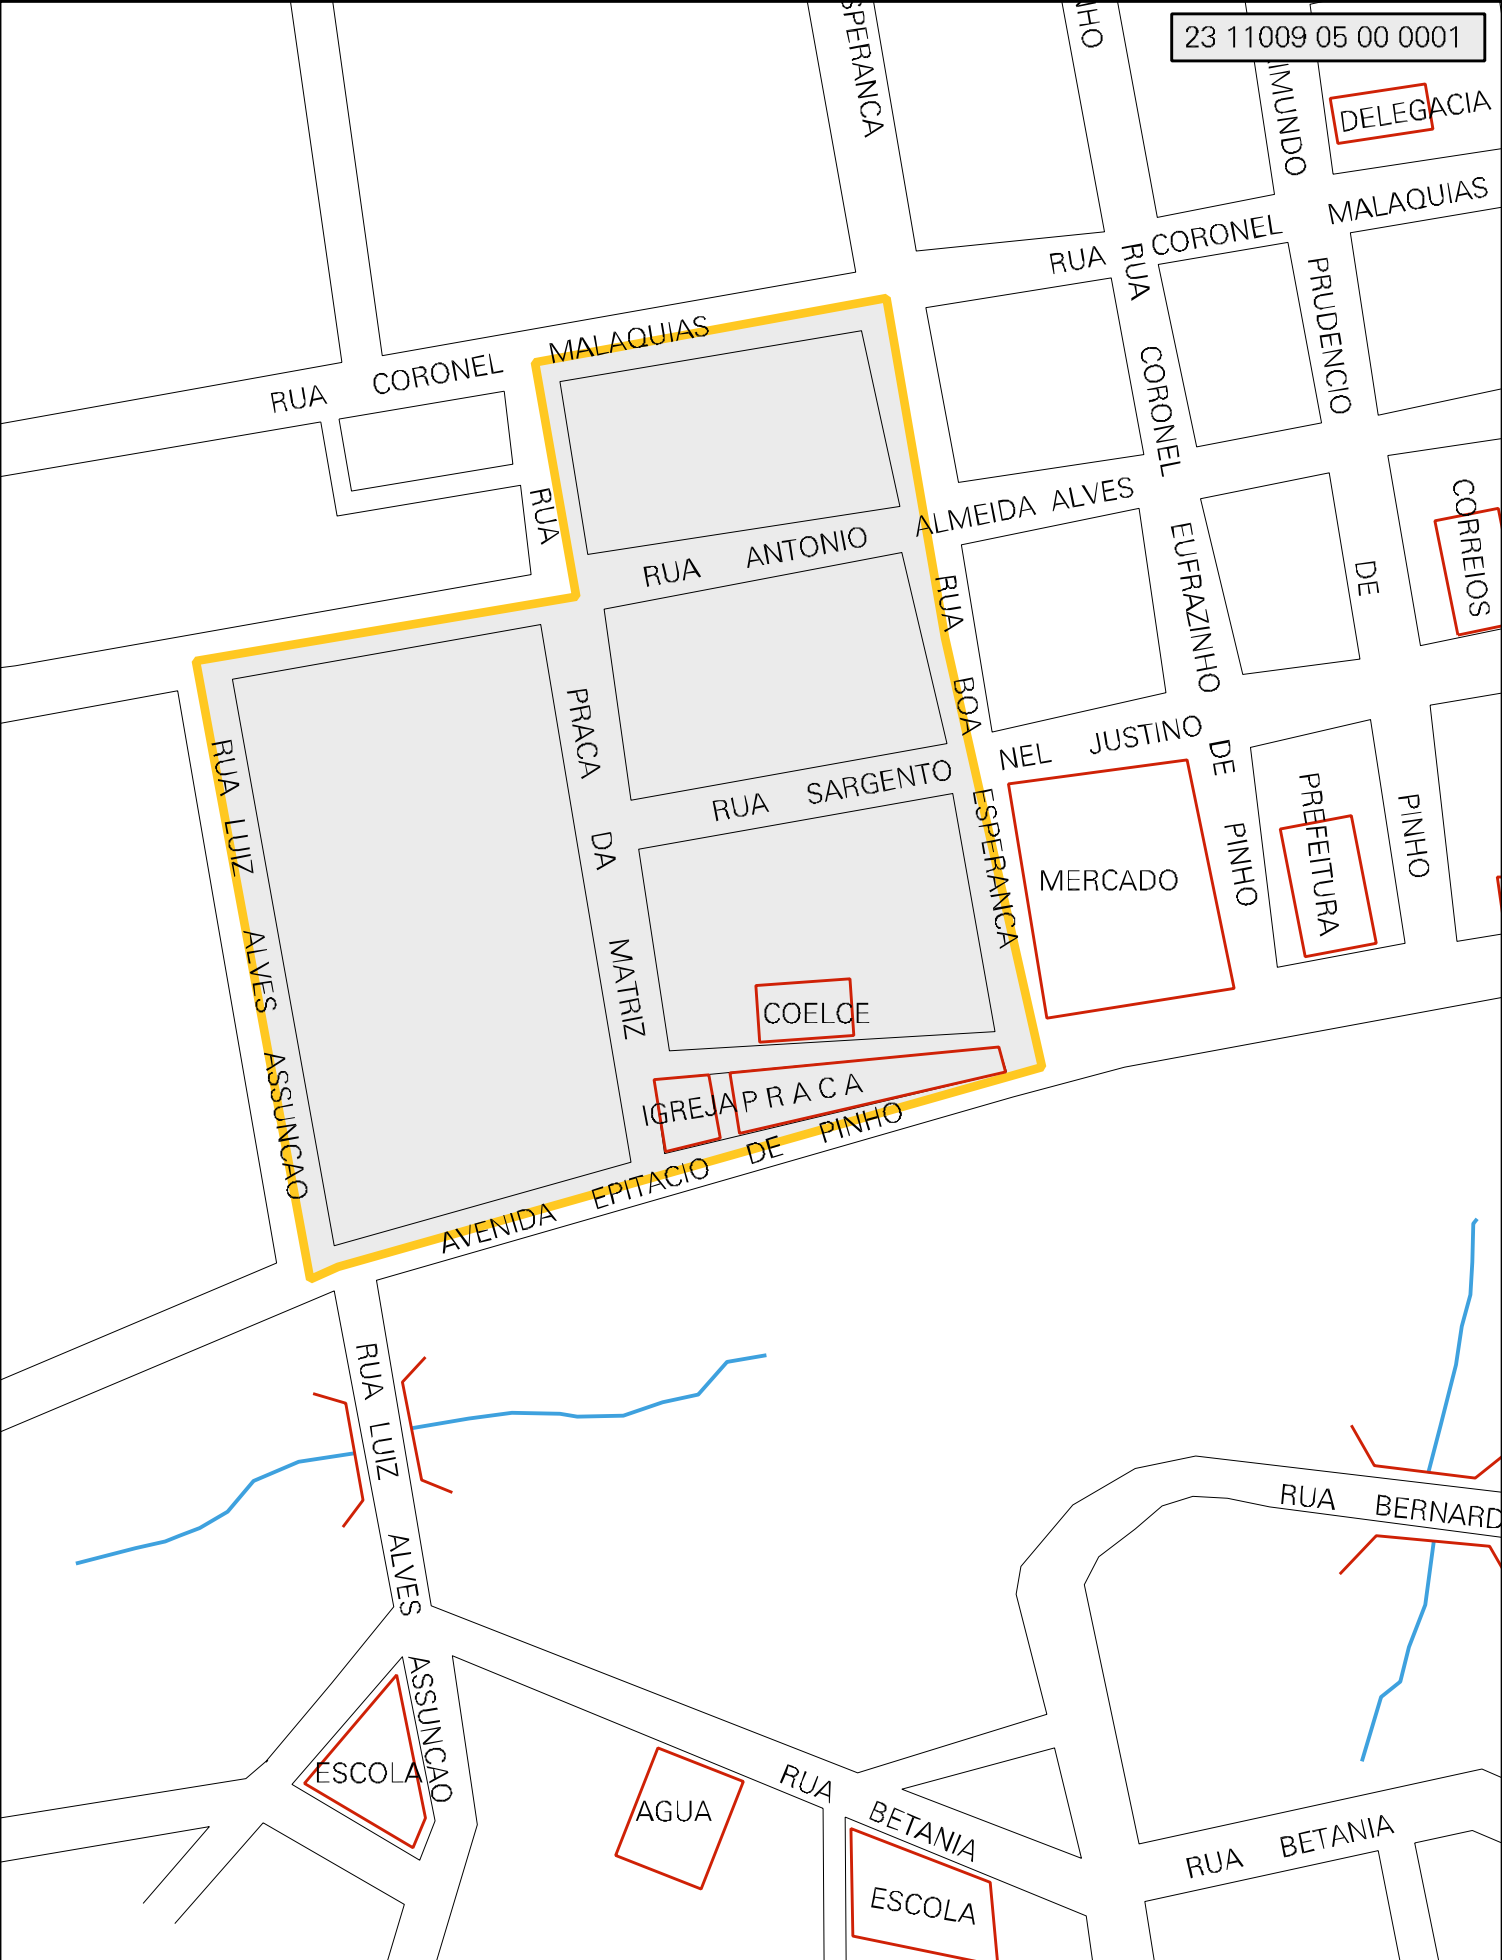 23 11009 05 00 0001
DELEGACIA
RUA CORONEL MALAQUIAS
RUA CORONEL MALAQUIAS
RUA
RUA ANTONIO ALMEIDA ALVES
RUA CORONEL EUFRAZINHO DE PINHO
PRUDENCIO DE PINHO
CORREIOS
RUA BOA ESPERANCA
PRACA DA MATRIZ
RUA SARGENTO
NEL JUSTINO
RUA LUIZ ALVES ASSUNCAO
MERCADO
PREFEITURA
COELCE
IGREJA
PRACA
AVENIDA EPITACIO DE PINHO
RUA LUIZ ALVES ASSUNCAO
RUA BERNARD
ESCOLA
AGUA
RUA BETANIA
RUA BETANIA
ESCOLA